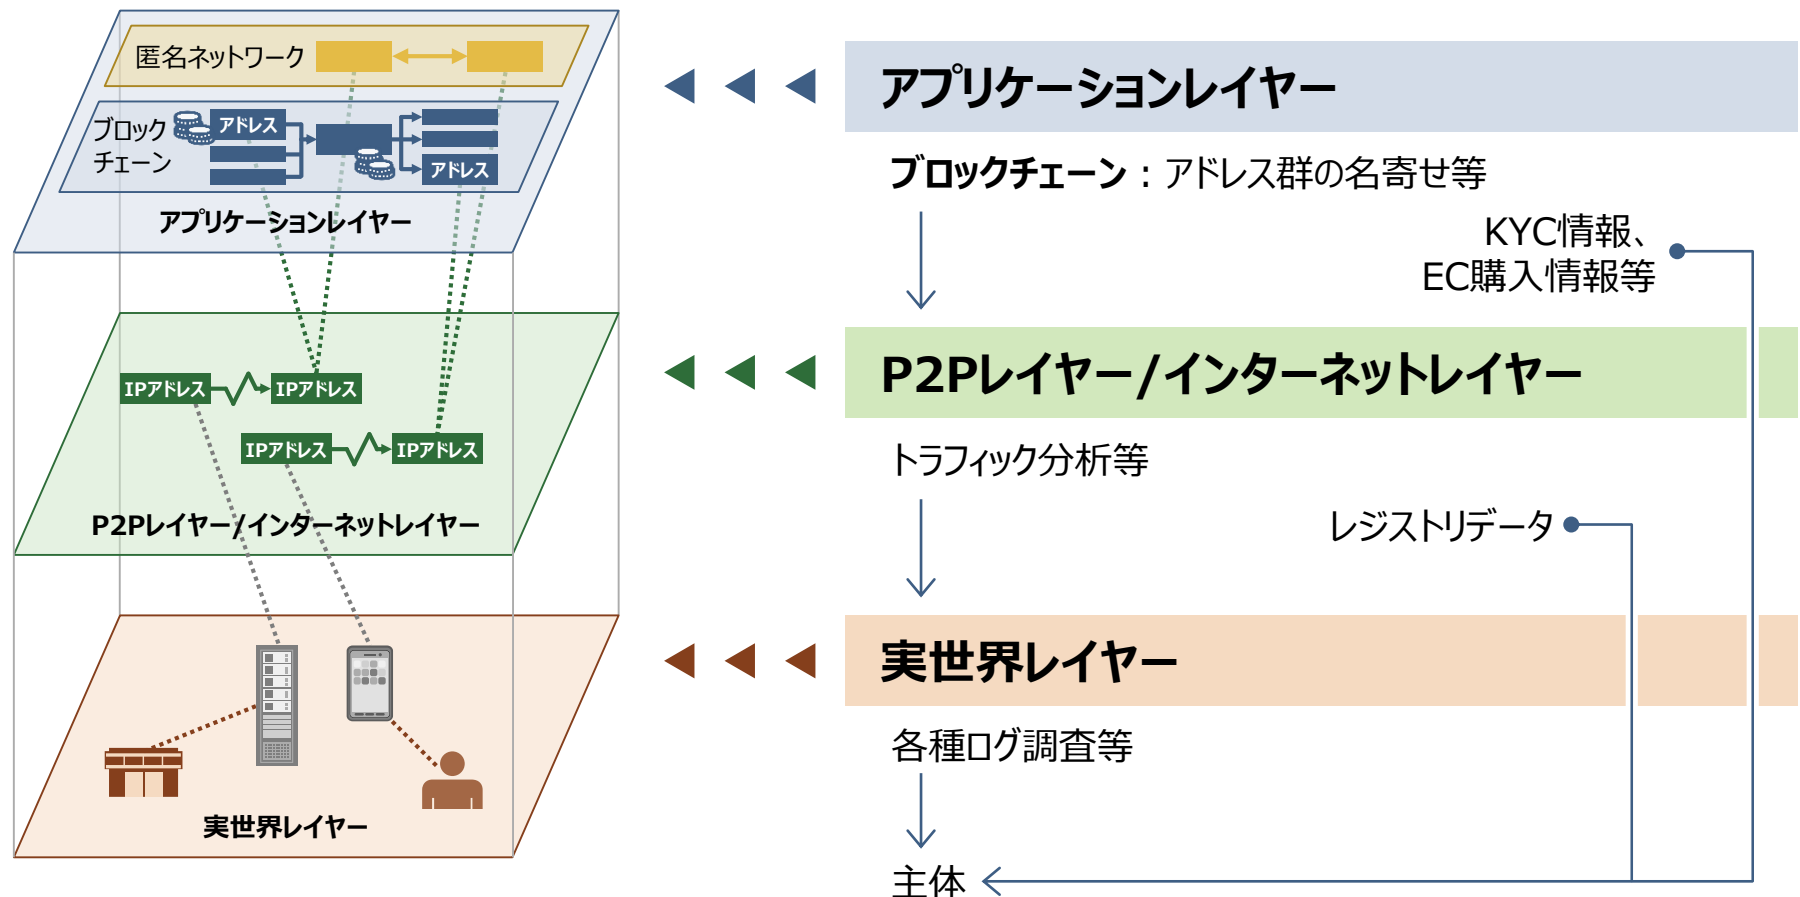 匿名ネットワーク
ブロック
チェーン
アドレス
アドレス
アプリケーションレイヤー
IPアドレス
IPアドレス
IPアドレス
IPアドレス
P2Pレイヤー/インターネットレイヤー
実世界レイヤー
アプリケーションレイヤー
ブロックチェーン：アドレス群の名寄せ等
KYC情報、
EC購入情報等
P2Pレイヤー/インターネットレイヤー
トラフィック分析等
レジストリデータ
実世界レイヤー
各種ログ調査等
主体